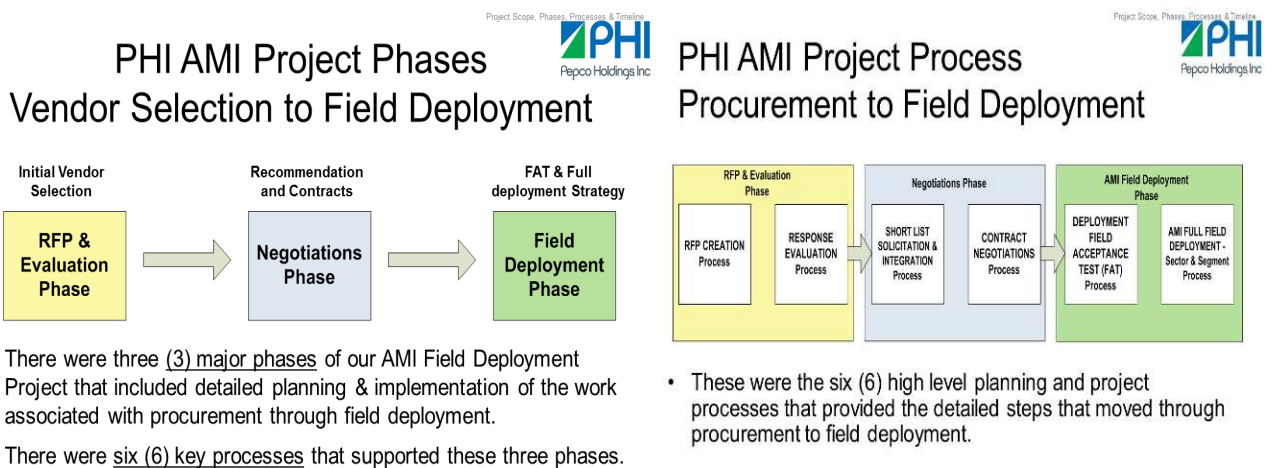 Project Scope, Phases, Processes & Timeline
PHI
Pepco Holdings, Inc
PHI AMI Project Phases
Vendor Selection to Field Deployment
Initial Vendor
Selection
RFP &
Evaluation
Phase
Recommendation
and Contracts
Negotiations
Phase
FAT & Full
deployment Strategy
Field
Deployment
Phase
There were three (3) major phases of our AMI Field Deployment
Project that included detailed planning & implementation of the work
associated with procurement through field deployment.
There were six (6) key processes that supported these three phases.
Project Scope, Phases, Processes & Timeline
PHI
Pepco Holdings, Inc
PHI AMI Project Process
Procurement to Field Deployment
RFP & Evaluation
Phase
RFP CREATION
Process
RESPONSE
EVALUATION
Process
Negotiations Phase
SHORT LIST
SOLICITATION &
INTEGRATION
Process
CONTRACT
NEGOTIATIONS
Process
AMI Field Deployment
Phase
DEPLOYMENT
FIELD
ACCEPTANCE
TEST (FAT)
Process
AMI FULL FIELD
DEPLOYMENT -
Sector & Segment
Process
• These were the six (6) high level planning and project
processes that provided the detailed steps that moved through
procurement to field deployment.